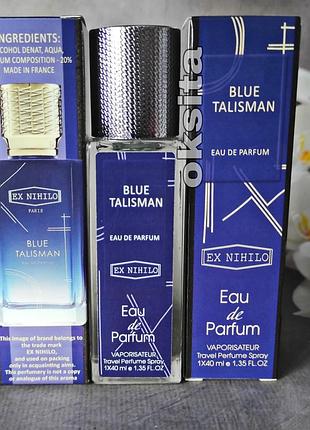 INGREDIENTS:
COHOL DENAT, AQUA,
UM COMPOSITION - 20%
MADE IN FRANCE
EX NIHILO
PARIS
BLUE
TALISMAN
EAU DE PARFUM
This image of brand belongs to
the trade mark
EX NIHILO,
and used on packing
only in acquainting aims.
This perfumery is not a copy
or analogue of this aroma
BLUE
TALISMAN
EAU DE PARFUM
EX NIHILO
Eau
de
Parfum
VAPORISATEUR
Travel Perfume Spray
1X40 ml e 1.35 FL.OZ
oksita
BLUE
TALISMAN
EAU DE PARFUM
EX NIHILO
Eau
de
Parfum
VAPORISATEUR
Travel Perfume Spray
1X40 ml e 1.35 FL.OZ